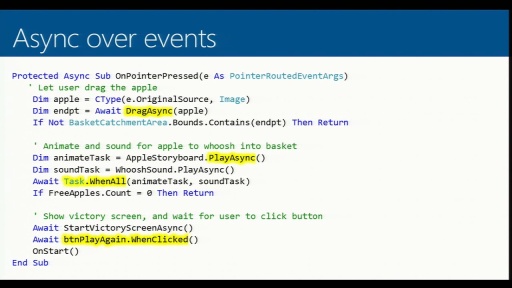 Async over events
Protected Async Sub OnPointerPressed(e As PointerRoutedEventArgs)
' Let user drag the apple
Dim apple = CType(e.OriginalSource, Image)
Dim endpt = Await DragAsync(apple)
If Not BasketCatchmentArea.Bounds.Contains(endpt) Then Return
' Animate and sound for apple to whoosh into basket
Dim animateTask = AppleStoryboard.PlayAsync()
Dim soundTask = WhooshSound.PlayAsync()
Await Task.WhenAll(animateTask, soundTask)
If FreeApples.Count = 0 Then Return
' Show victory screen, and wait for user to click button
Await StartVictoryScreenAsync()
Await btnPlayAgain.WhenClicked()
OnStart()
End Sub